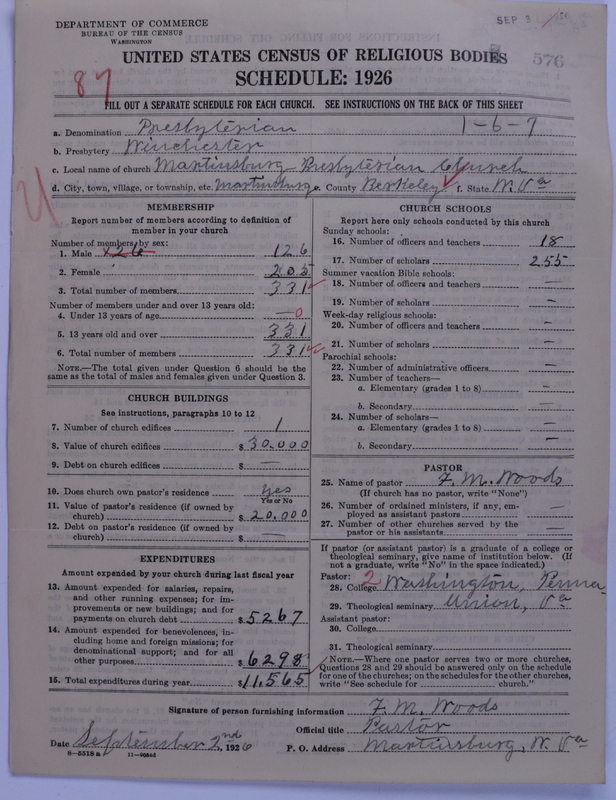 DEPARTMENT OF COMMERCE
BUREAU OF THE CENSUS
WASHINGTON
SEP 3
576
UNITED STATES CENSUS OF RELIGIOUS BODIES
SCHEDULE: 1926
87
FILL OUT A SEPARATE SCHEDULE FOR EACH CHURCH. SEE INSTRUCTIONS ON THE BACK OF THIS SHEET
a. Denomination Presbyterian 1-6-7
b. Presbytery Winchester
c. Local name of church Martinsburg Presbyterian Church
d. City, town, village, or township, etc. Martinsburg e. County Berkeley f. State W. Va
MEMBERSHIP
Report number of members according to definition of
member in your church
Number of members by sex:
1. Male 126 126
2. Female 205
3. Total number of members 331
Number of members under and over 13 years old:
4. Under 13 years of age — 0
5. 13 years old and over 331
6. Total number of members 331
NOTE.—The total given under Question 6 should be
same as the total of males and females given under Question 3.
CHURCH BUILDINGS
See instructions, paragraphs 10 to 12
7. Number of church edifices 1
8. Value of church edifices $30,000
9. Debt on church edifices $ —
10. Does church own pastor's residence Yes
Yes or No
11. Value of pastor's residence (if owned by
church) $20,000
12. Debt on pastor's residence (if owned by
church) $ —
EXPENDITURES
Amount expended by your church during last fiscal year
13. Amount expended for salaries, repairs,
and other running expenses; for im-
provements or new buildings; and for
payments on church debt $5267
14. Amount expended for benevolences, in-
cluding home and foreign missions; for
denominational support; and for all
other purposes $6298
15. Total expenditures during year $11,565
CHURCH SCHOOLS
Report here only schools conducted by this church
Sunday schools:
16. Number of officers and teachers 18
17. Number of scholars 255
Summer vacation Bible schools:
18. Number of officers and teachers —
19. Number of scholars —
Week-day religious schools:
20. Number of officers and teachers —
21. Number of scholars —
Parochial schools:
22. Number of administrative officers —
23. Number of teachers—
a. Elementary (grades 1 to 8) —
b. Secondary —
24. Number of scholars—
a. Elementary (grades 1 to 8) —
b. Secondary —
PASTOR
25. Name of pastor F. M. Woods
(If church has no pastor, write "None")
26. Number of ordained ministers, if any, em-
ployed as assistant pastors —
27. Number of other churches served by the
pastor or his assistants —
If pastor (or assistant pastor) is a graduate of a college or
theological seminary, give name of institution below. (If
not a graduate, write "No" in the space indicated.)
Pastor:
28. College 2 Washington, Penna
29. Theological seminary Union, Va
Assistant pastor:
30. College
31. Theological seminary
NOTE.—Where one pastor serves two or more churches,
Questions 28 and 29 should be answered only on the schedule
for one of the churches; on the schedules for the other churches,
write "See schedule for church."
Signature of person furnishing information F. M. Woods
Official title Pastor
Date September 2nd, 1926 P. O. Address Martinsburg, W. Va
8—5518 a